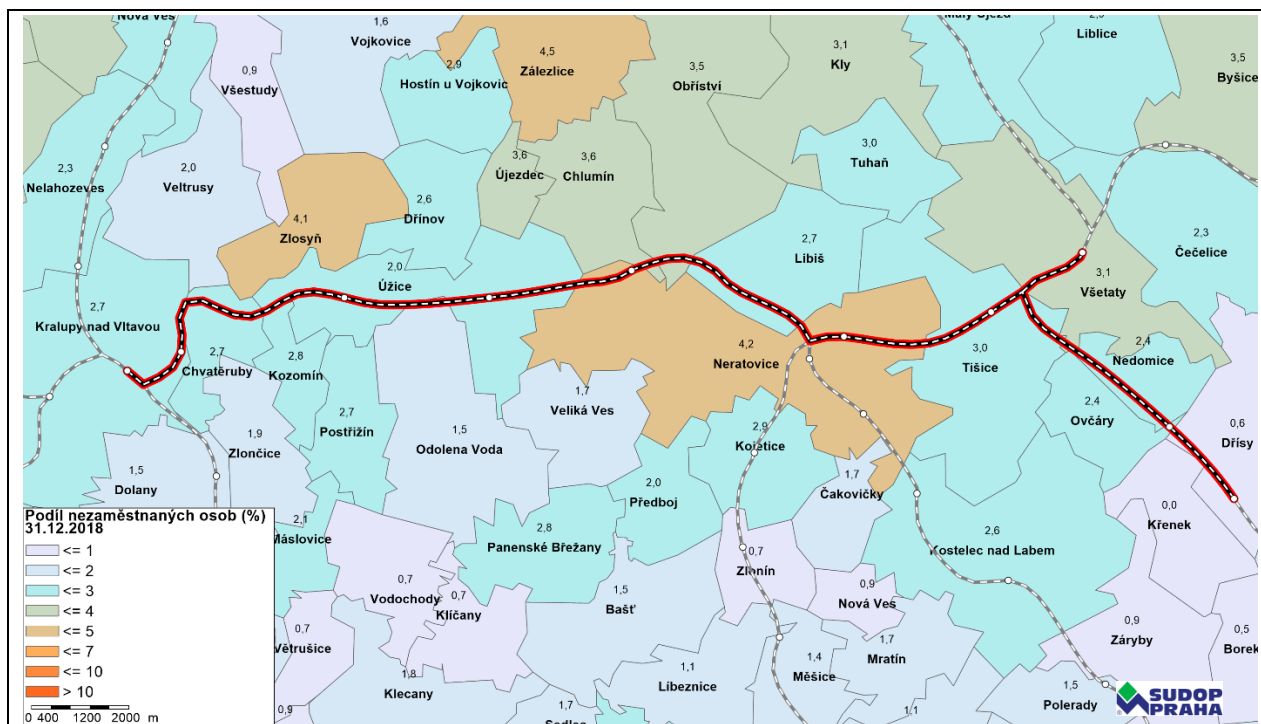 Nová Ves
1,6
Vojkovice
0,9
Všestudy
2,9
Hostín u Vojkovic
4,5
Zálezlice
3,5
Obříství
3,1
Kly
Malý Újezd
Liblice
3,5
Byšice
2,3
Nelahozeves
2,0
Veltrusy
4,1
Zlosyň
2,6
Dřínov
3,6
Újezdec
3,6
Chlumín
3,0
Tuhaň
2,7
Libiš
2,3
Čečelice
3,1
Všetaty
2,0
Úžice
2,7
Kralupy nad Vltavou
2,7
Chvatěruby
2,8
Kozomín
4,2
Neratovice
3,0
Tišice
2,4
Nedomice
2,4
Ovčáry
0,6
Dřísy
1,7
Veliká Ves
2,7
Postřižín
1,9
Zlončice
1,5
Odolena Voda
2,9
Kojetice
1,5
Dolany
2,0
Předboj
1,7
Čakovičky
0,0
Křenek
2,6
Kostelec nad Labem
2,1
Máslovice
2,8
Panenské Břežany
0,7
Vodochody
0,7
Klíčany
1,5
Bašť
0,7
Zlonín
0,9
Nová Ves
0,9
Záryby
0,5
Borek
0,7
Větrušice
1,8
Klecany
1,1
Líbeznice
1,4
Měšice
1,7
Mratín
1,5
Polerady
0,9
1,7
Sedlec
1,1
Podíl nezaměstnaných osob (%)
31.12.2018
<= 1
<= 2
<= 3
<= 4
<= 5
<= 7
<= 10
> 10
0 400 1200 2000 m
SUDOP
PRAHA